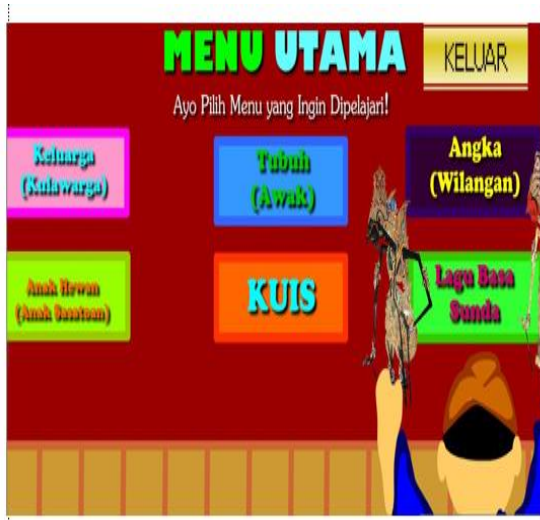 MENU UTAMA
KELUAR
Ayo Pilih Menu yang Ingin Dipelajari!
Keluarga
(Kulawarga)
Tubuh
(Awak)
Angka
(Wilangan)
Anak Hewan
(Anak Sasatoan)
KUIS
Lagu Basa
Sunda